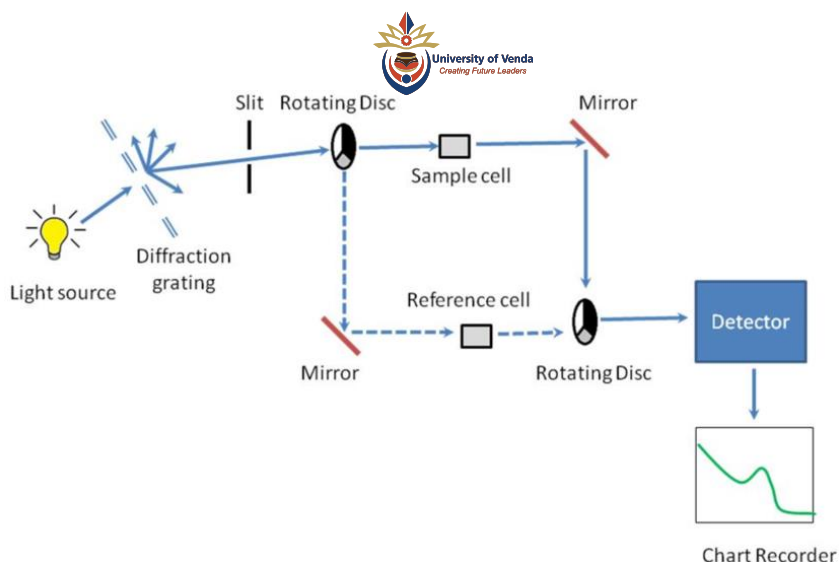 University of Venda
Creating Future Leaders
Slit
Rotating Disc
Mirror
Sample cell
Diffraction
grating
Light source
Reference cell
Detector
Mirror
Rotating Disc
Chart Recorder